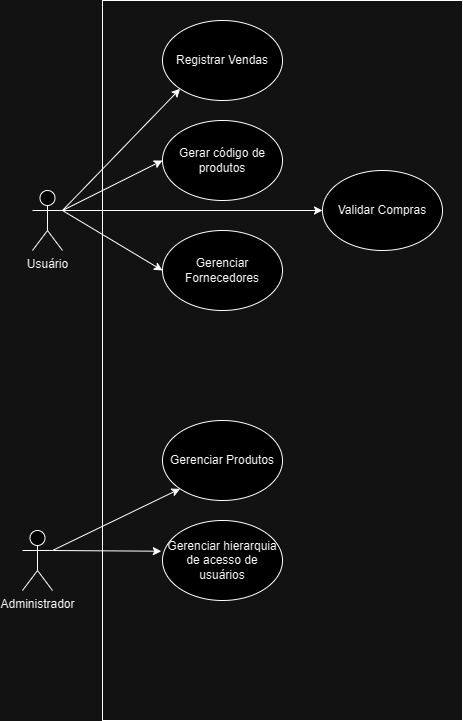 Registrar Vendas
Gerar código de
produtos
Validar Compras
Usuário
Gerenciar
Fornecedores
Gerenciar Produtos
Gerenciar hierarquia
de acesso de
usuários
Administrador